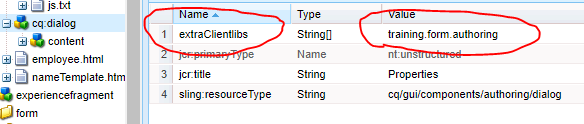 js.txt
cq:dialog
content
employee.html
nameTemplate.htm
experiencefragment
form
Name Type Value
1 extraClientlibs String[] training.form.authoring
2 jcr:primaryType Name nt:unstructured
3 jcr:title String Properties
4 sling:resourceType String cq/gui/components/authoring/dialog